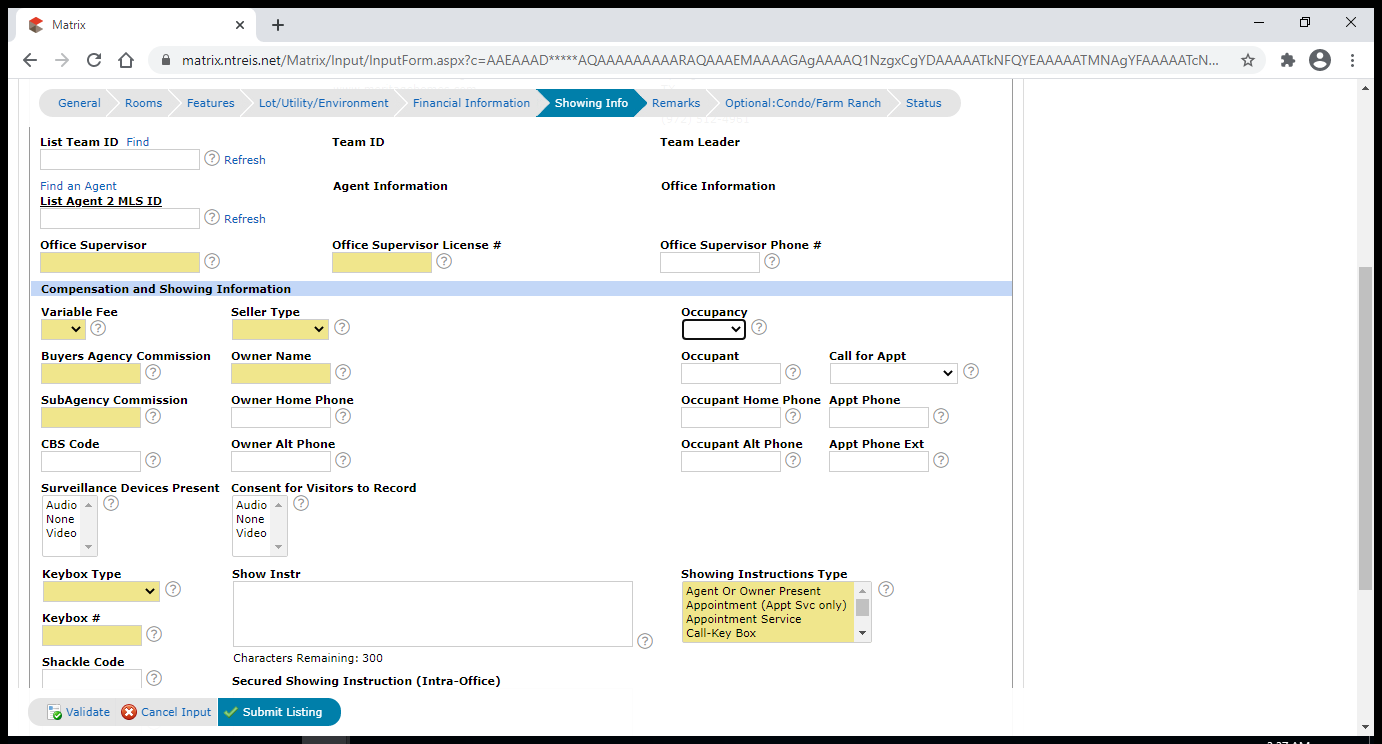 Matrix
matrix.ntreis.net/Matrix/Input/InputForm.aspx?c=AAEAAAD*****AQAAAAAAAAARAQAAAEMAAAAGAgAAAAQ1NzgxCgYDAAAAATkNFQYEAAAAATMNAgYFAAAAATcN...
General Rooms Features Lot/Utility/Environment Financial Information Showing Info Remarks Optional:Condo/Farm Ranch Status
List Team ID Find Team ID Team Leader
? Refresh
Find an Agent Agent Information Office Information
List Agent 2 MLS ID
? Refresh
Office Supervisor Office Supervisor License # Office Supervisor Phone #
? ? ?
Compensation and Showing Information
Variable Fee Seller Type Occupancy
? ? ?
Buyers Agency Commission Owner Name Occupant Call for Appt
? ? ? ?
SubAgency Commission Owner Home Phone Occupant Home Phone Appt Phone
? ? ? ?
CBS Code Owner Alt Phone Occupant Alt Phone Appt Phone Ext
? ? ? ?
Surveillance Devices Present Consent for Visitors to Record
Audio ? Audio ?
None None
Video Video
Keybox Type Show Instr Showing Instructions Type
? Agent Or Owner Present ?
Appointment (Appt Svc only)
Keybox # Appointment Service
? Call-Key Box
?
Shackle Code Characters Remaining: 300
? Secured Showing Instruction (Intra-Office)
Validate Cancel Input Submit Listing